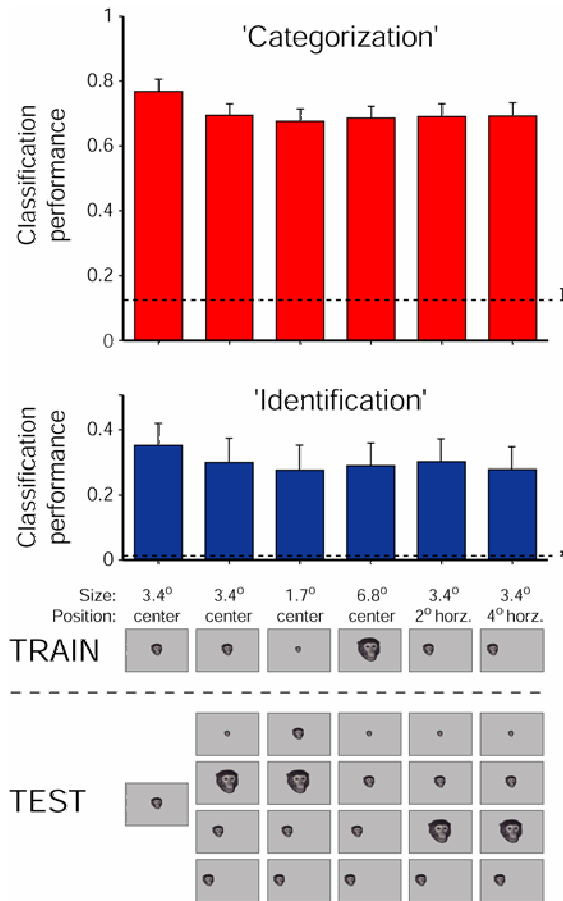 'Categorization'
Classification
performance
1
0.8
0.6
0.4
0.2
0
'Identification'
Classification
performance
0.4
0.2
0
Size: 3.4° 3.4° 1.7° 6.8° 3.4° 3.4°
Position: center center center center 2° horz. 4° horz.
TRAIN
TEST